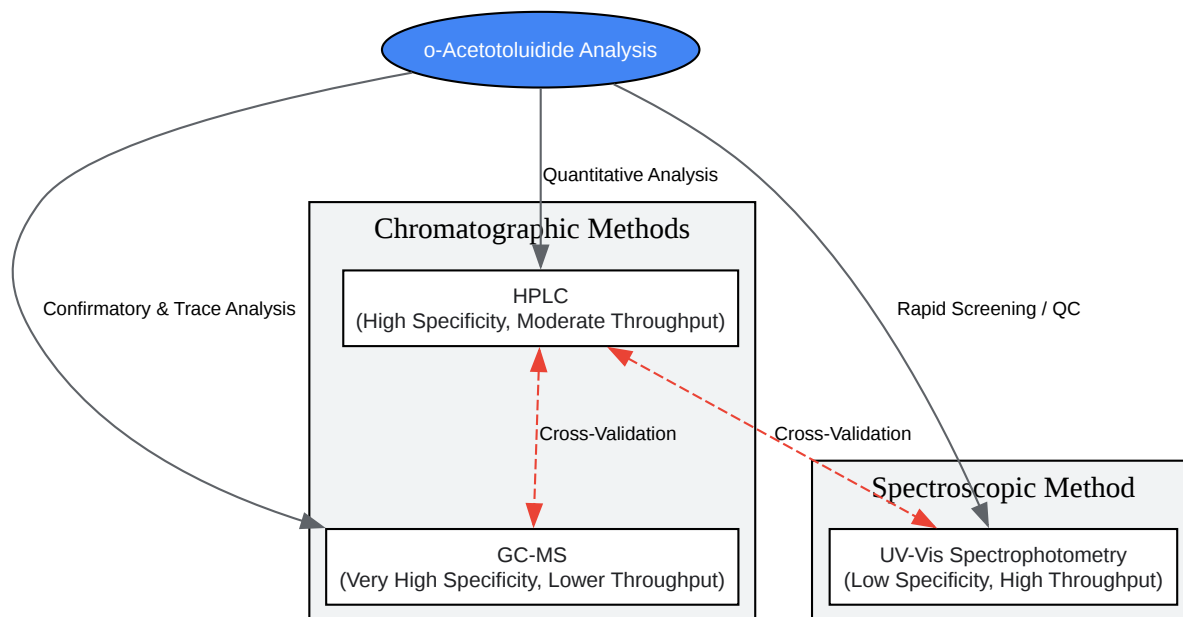 o-Acetotoluidide Analysis
Quantitative Analysis
Chromatographic Methods
HPLC
(High Specificity, Moderate Throughput)
Confirmatory & Trace Analysis
Rapid Screening / QC
Cross-Validation
Cross-Validation
Spectroscopic Method
GC-MS
(Very High Specificity, Lower Throughput)
UV-Vis Spectrophotometry
(Low Specificity, High Throughput)